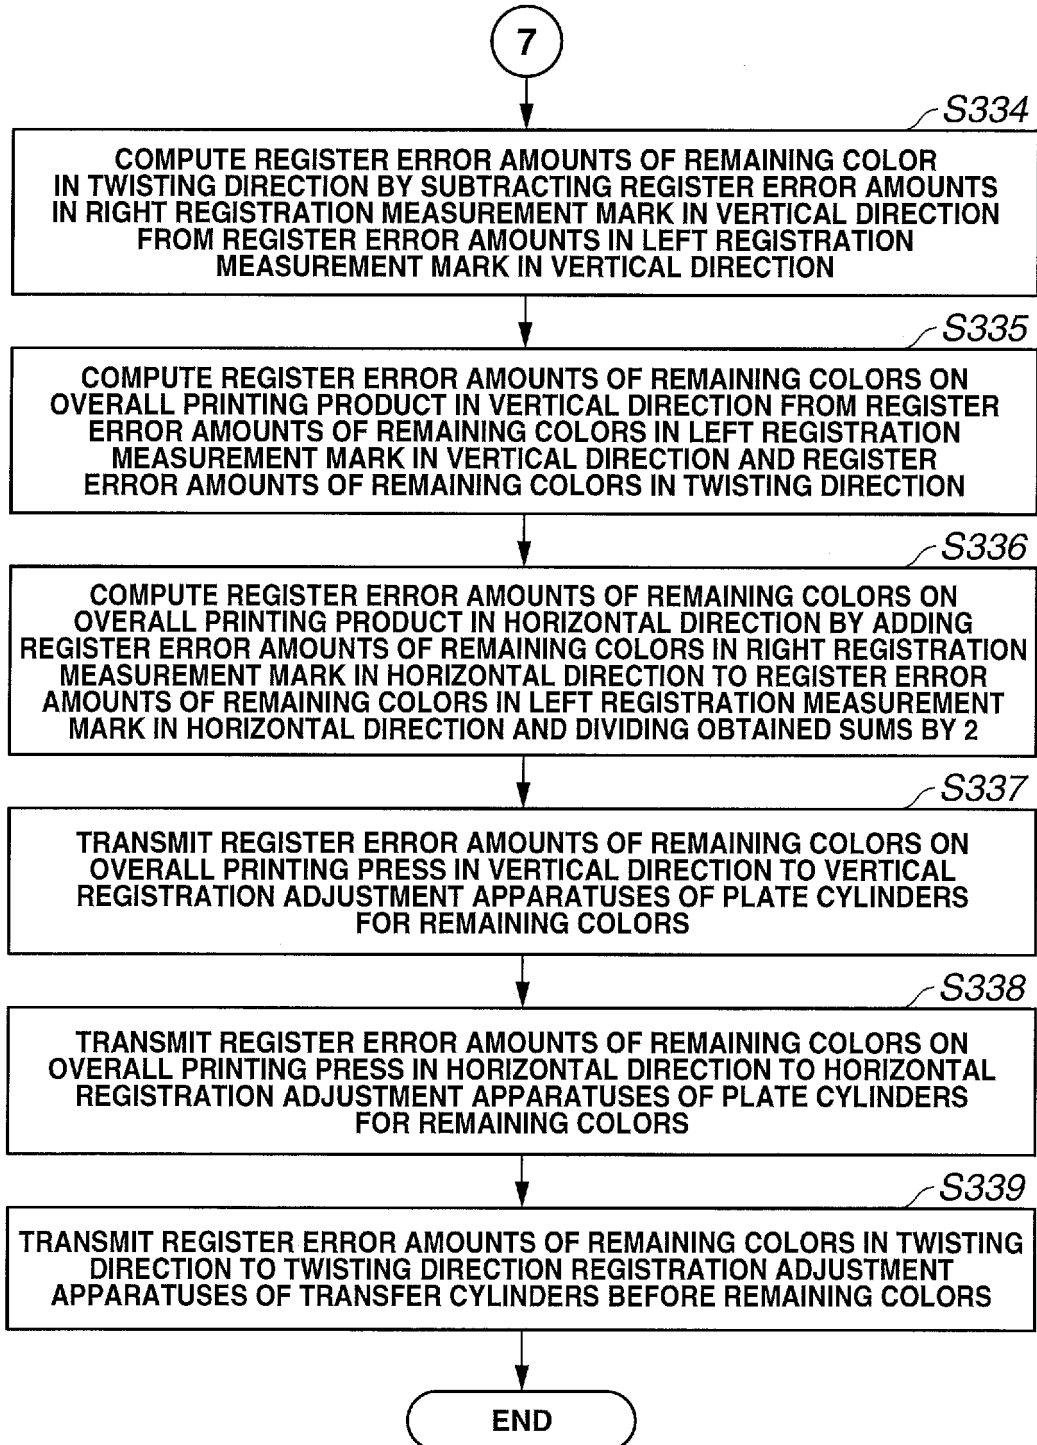 7
S334
COMPUTE REGISTER ERROR AMOUNTS OF REMAINING COLOR
IN TWISTING DIRECTION BY SUBTRACTING REGISTER ERROR AMOUNTS
IN RIGHT REGISTRATION MEASUREMENT MARK IN VERTICAL DIRECTION
FROM REGISTER ERROR AMOUNTS IN LEFT REGISTRATION
MEASUREMENT MARK IN VERTICAL DIRECTION
S335
COMPUTE REGISTER ERROR AMOUNTS OF REMAINING COLORS ON
OVERALL PRINTING PRODUCT IN VERTICAL DIRECTION FROM REGISTER
ERROR AMOUNTS OF REMAINING COLORS IN LEFT REGISTRATION
MEASUREMENT MARK IN VERTICAL DIRECTION AND REGISTER
ERROR AMOUNTS OF REMAINING COLORS IN TWISTING DIRECTION
S336
COMPUTE REGISTER ERROR AMOUNTS OF REMAINING COLORS ON
OVERALL PRINTING PRODUCT IN HORIZONTAL DIRECTION BY ADDING
REGISTER ERROR AMOUNTS OF REMAINING COLORS IN RIGHT REGISTRATION
MEASUREMENT MARK IN HORIZONTAL DIRECTION TO REGISTER ERROR
AMOUNTS OF REMAINING COLORS IN LEFT REGISTRATION MEASUREMENT
MARK IN HORIZONTAL DIRECTION AND DIVIDING OBTAINED SUMS BY 2
S337
TRANSMIT REGISTER ERROR AMOUNTS OF REMAINING COLORS ON
OVERALL PRINTING PRESS IN VERTICAL DIRECTION TO VERTICAL
REGISTRATION ADJUSTMENT APPARATUSES OF PLATE CYLINDERS
FOR REMAINING COLORS
S338
TRANSMIT REGISTER ERROR AMOUNTS OF REMAINING COLORS ON
OVERALL PRINTING PRESS IN HORIZONTAL DIRECTION TO HORIZONTAL
REGISTRATION ADJUSTMENT APPARATUSES OF PLATE CYLINDERS
FOR REMAINING COLORS
S339
TRANSMIT REGISTER ERROR AMOUNTS OF REMAINING COLORS IN TWISTING
DIRECTION TO TWISTING DIRECTION REGISTRATION ADJUSTMENT
APPARATUSES OF TRANSFER CYLINDERS BEFORE REMAINING COLORS
END